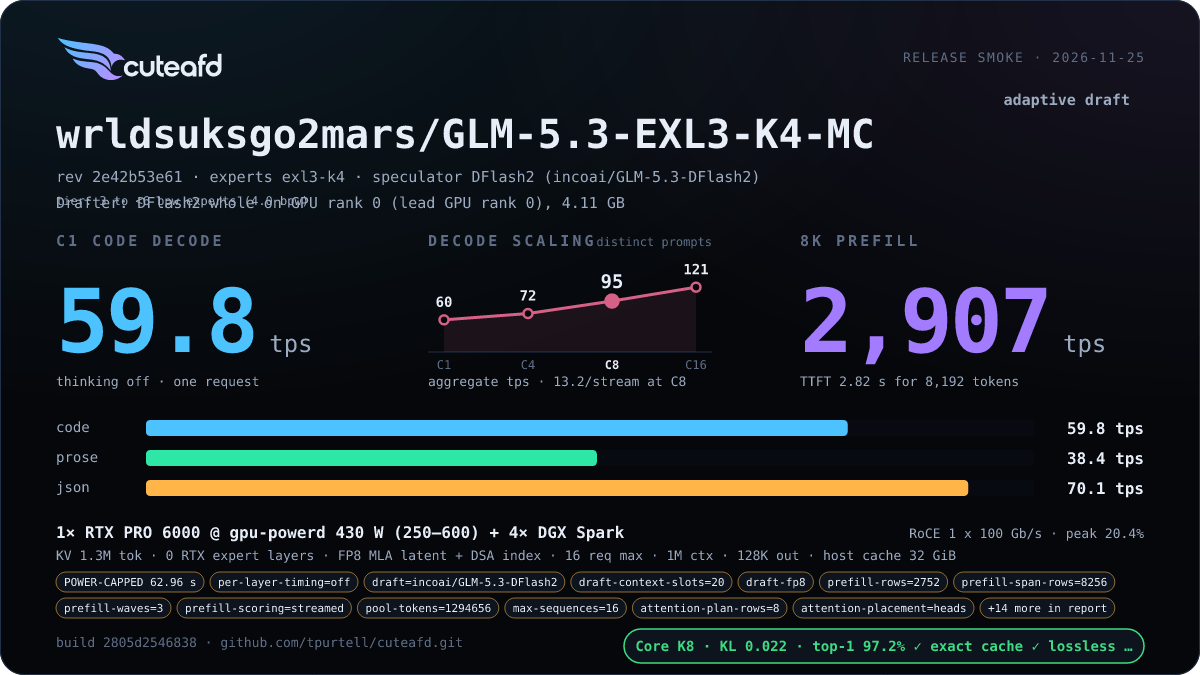 cuteafd
RELEASE SMOKE · 2026-11-25
adaptive draft
wrldsuksgo2mars/GLM-5.3-EXL3-K4-MC
rev 2e42b53e61 · experts exl3-k4 · speculator DFlash2 (incoai/GLM-5.3-DFlash2)
Drafter DFlash2 whole on GPU rank 0 (lead GPU rank 0), 4.11 GB
C1 CODE DECODE
59.8 tps
thinking off · one request
DECODE SCALING distinct prompts
60
72
95
121
C1
C4
C8
C16
aggregate tps · 13.2/stream at C8
8K PREFILL
2,907 tps
TTFT 2.82 s for 8,192 tokens
code 59.8 tps
prose 38.4 tps
json 70.1 tps
1× RTX PRO 6000 @ gpu-powerd 430 W (250–600) + 4× DGX Spark
RoCE 1 x 100 Gb/s · peak 20.4%
KV 1.3M tok · 0 RTX expert layers · FP8 MLA latent + DSA index · 16 req max · 1M ctx · 128K out · host cache 32 GiB
POWER-CAPPED 62.96 s per-layer-timing=off draft=incoai/GLM-5.3-DFlash2 draft-context-slots=20 draft-fp8 prefill-rows=2752 prefill-span-rows=8256
prefill-waves=3 prefill-scoring=streamed pool-tokens=1294656 max-sequences=16 attention-plan-rows=8 attention-placement=heads +14 more in report
build 2805d2546838 · github.com/tpurtell/cuteafd.git
Core K8 · KL 0.022 · top-1 97.2% ✓ exact cache ✓ lossless …